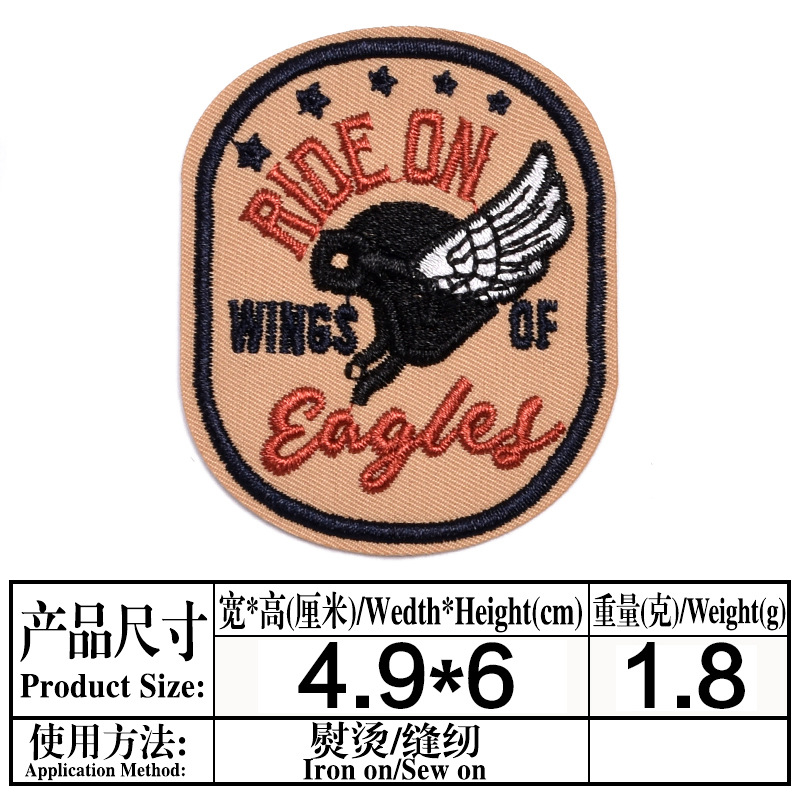 RIDE ON
WINGS OF
Eagles
产品尺寸
Product Size:
宽*高(厘米)/Wedth*Height(cm)
4.9*6
重量(克)/Weight(g)
1.8
使用方法:
Application Method:
熨烫/缝纫
Iron on/Sew on